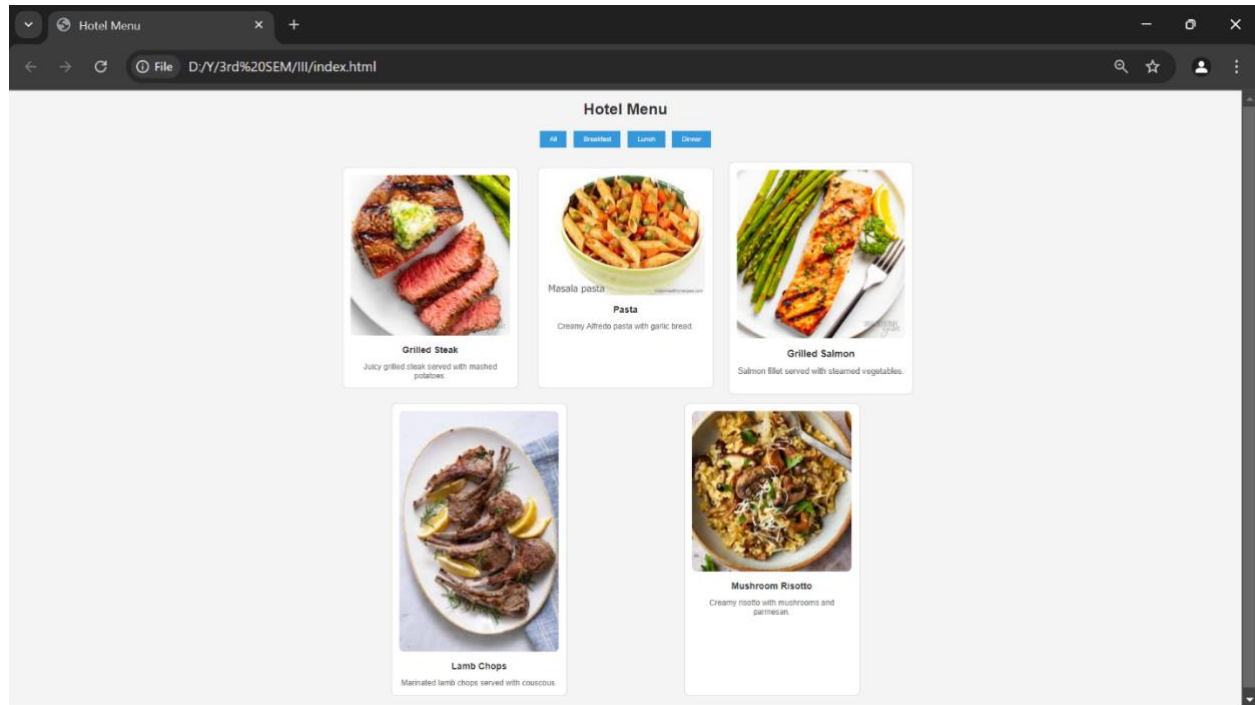 Hotel Menu
File D:/Y/3rd%20SEM/III/index.html
Hotel Menu
All Breakfast Lunch Dinner
Masala pasta
Grilled Steak
Juicy grilled steak served with mashed
potatoes.
Pasta
Creamy Alfredo pasta with garlic bread.
Grilled Salmon
Salmon fillet served with steamed vegetables.
Lamb Chops
Marinated lamb chops served with couscous.
Mushroom Risotto
Creamy risotto with mushrooms and
parmesan.